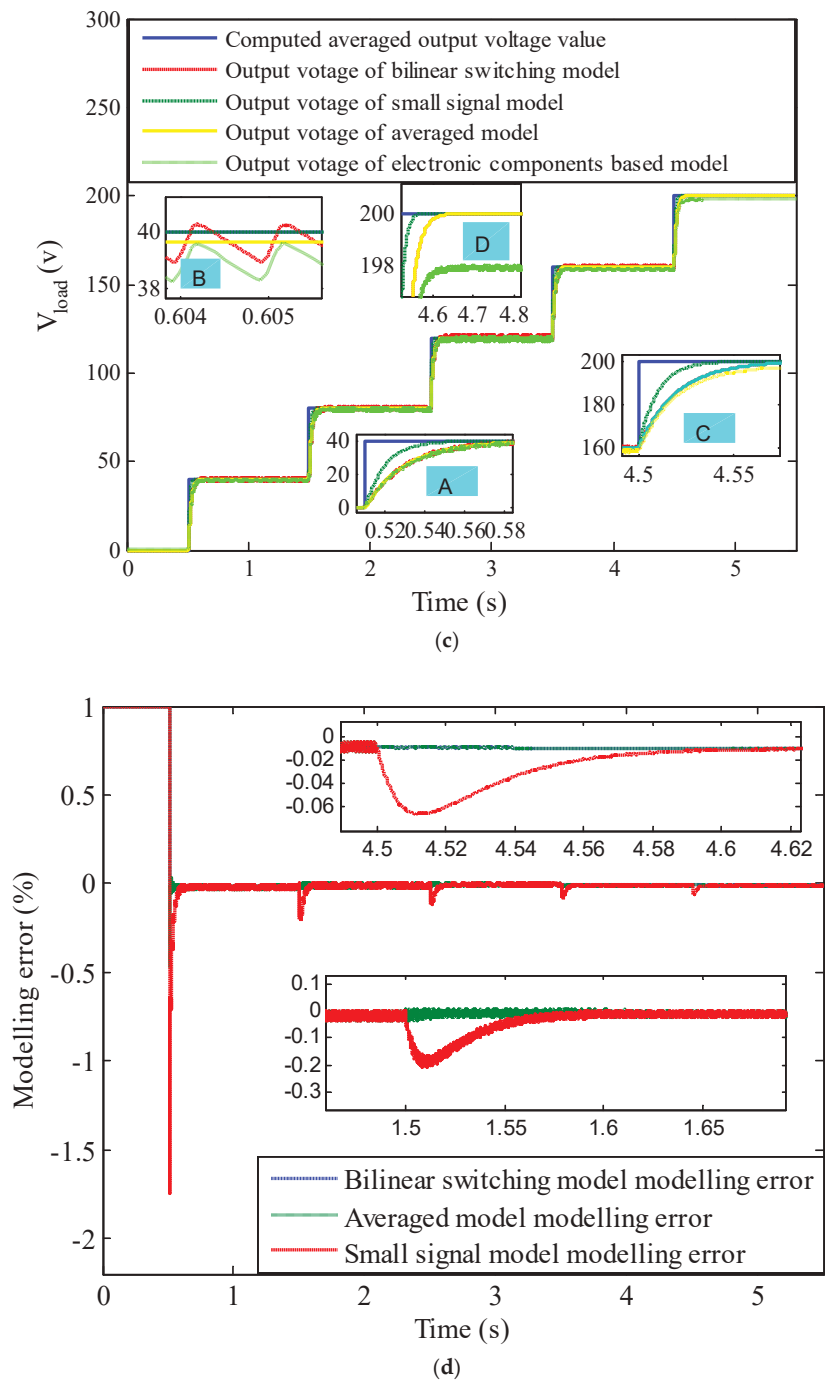 300
Computed averaged output voltage value
Output votage of bilinear switching model
250
Output votage of small signal model
Output votage of averaged model
Output votage of electronic components based model
200
V_load (v)
40
B
38
0.604 0.605
200
D
198
4.6 4.7 4.8
150
200
180
C
160
4.5 4.55
100
40
20
A
0
0.52 0.54 0.56 0.58
50
0
0 1 2 3 4 5
Time (s)
(c)
1
0
-0.02
-0.04
-0.06
4.5 4.52 4.54 4.56 4.58 4.6 4.62
0.5
0
Modelling error (%)
-0.5
0.1
0
-0.1
-0.2
-0.3
1.5 1.55 1.6 1.65
-1
-1.5
Bilinear switching model modelling error
Averaged model modelling error
Small signal model modelling error
-2
0 1 2 3 4 5
Time (s)
(d)